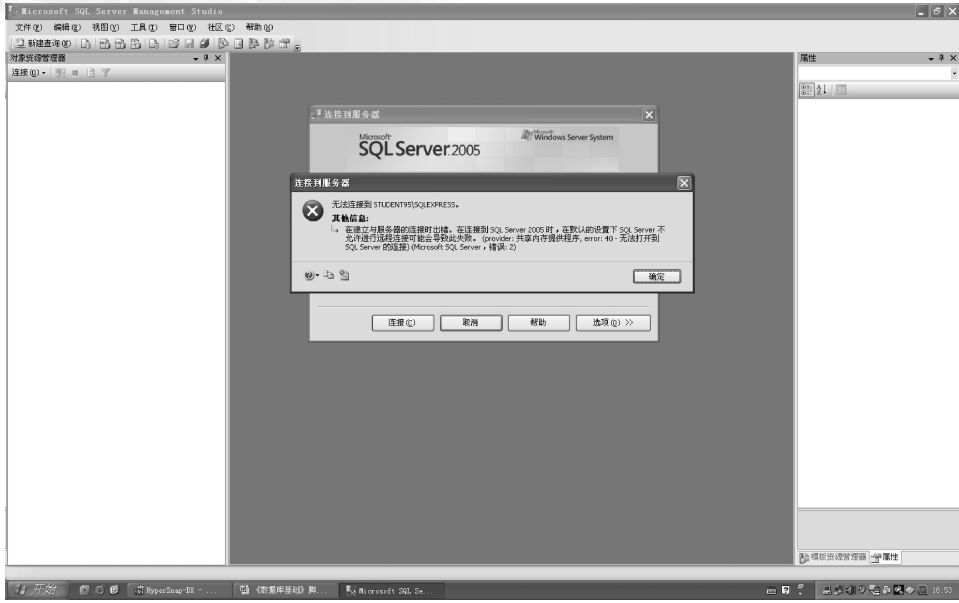 Microsoft SQL Server Management Studio
文件(F) 编辑(E) 视图(V) 工具(T) 窗口(W) 社区(C) 帮助(H)
新建查询(N)
对象资源管理器
连接(O)
属性
连接到服务器
Microsoft
SQL Server 2005
Microsoft
Windows Server System
连接到服务器
无法连接到 STUDENT95\SQLEXPRESS。
其他信息:
在建立与服务器的连接时出错。在连接到 SQL Server 2005 时，在默认的设置下 SQL Server 不
允许进行远程连接可能会导致此失败。 (provider: 共享内存提供程序, error: 40 - 无法打开到
SQL Server 的连接) (Microsoft SQL Server，错误: 2)
确定
连接(C) 取消 帮助 选项(O) >>
模板资源管理器 属性
开始 HyperSnap-DX - ... 《数据库基础》脚... Microsoft SQL Se... 16:53